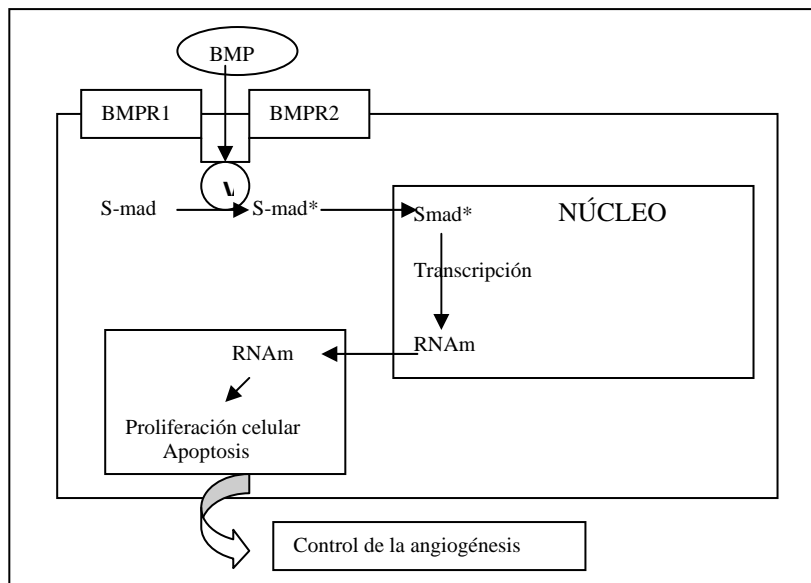 BMP
BMPR1 BMPR2
S-mad S-mad* Smad* NÚCLEO
Transcripción
RNAm
RNAm
Proliferación celular
Apoptosis
Control de la angiogénesis